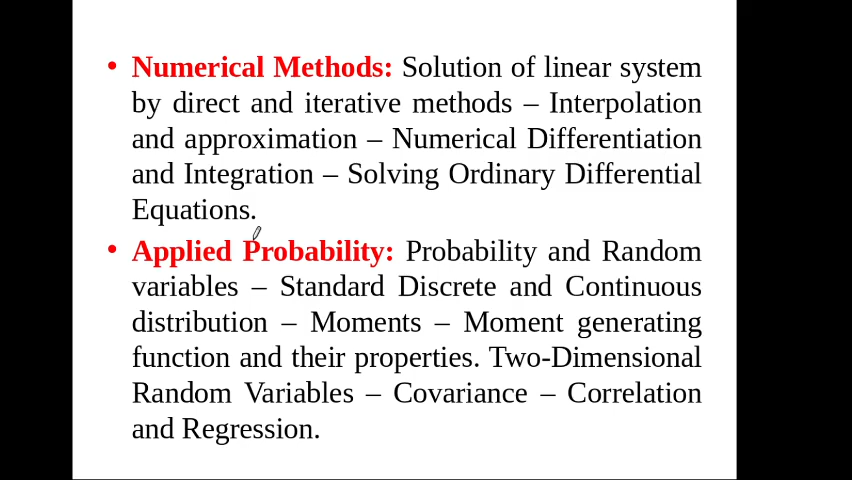 • Numerical Methods: Solution of linear system
by direct and iterative methods – Interpolation
and approximation – Numerical Differentiation
and Integration – Solving Ordinary Differential
Equations.
• Applied Probability: Probability and Random
variables – Standard Discrete and Continuous
distribution – Moments – Moment generating
function and their properties. Two-Dimensional
Random Variables – Covariance – Correlation
and Regression.